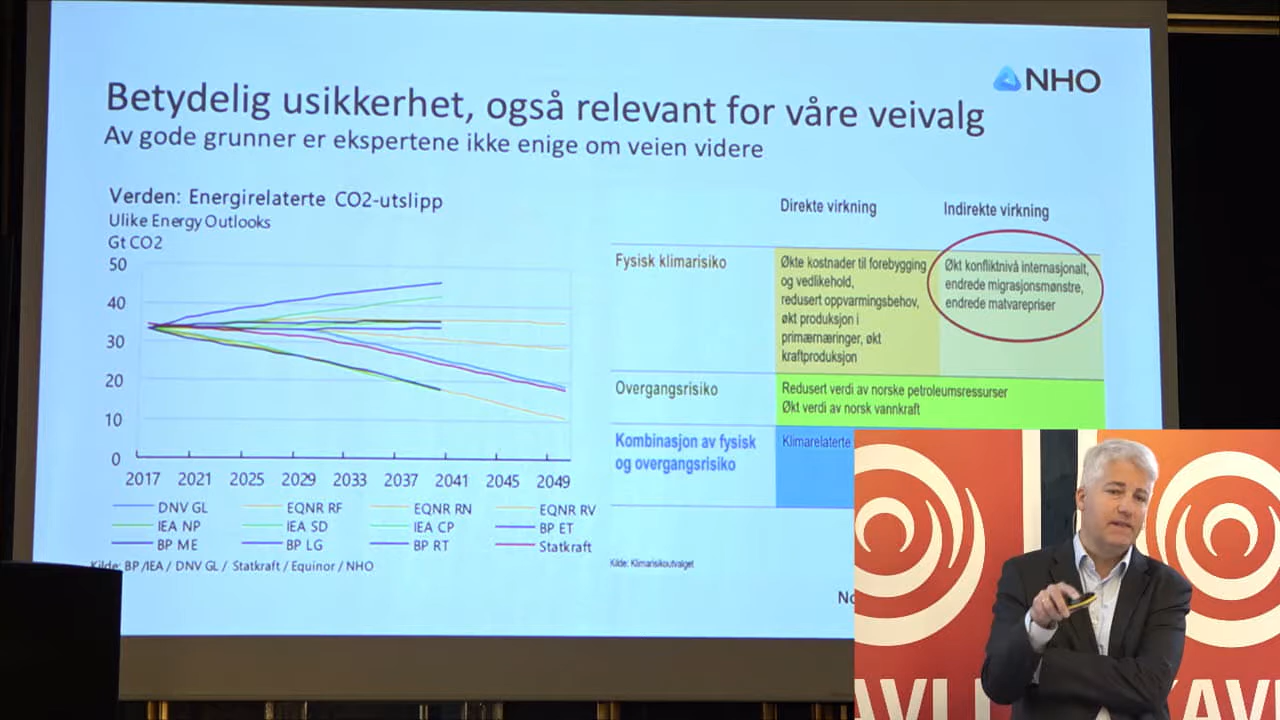 NHO
Betydelig usikkerhet, også relevant for våre veivalg
Av gode grunner er ekspertene ikke enige om veien videre
Verden: Energirelaterte CO2-utslipp
Ulike Energy Outlooks
Gt CO2
50
40
30
20
10
0
2017 2021 2025 2029 2033 2037 2041 2045 2049
DNV GL EQNR RF EQNR RN EQNR RV
IEA NP IEA SD IEA CP BP ET
BP ME BP LG BP RT Statkraft
Kilde: BP /IEA / DNV GL / Statkraft / Equinor / NHO
Direkte virkning Indirekte virkning
Fysisk klimarisiko
Økte kostnader til forebygging
og vedlikehold,
redusert oppvarmingsbehov,
økt produksjon i
primærnæringer, økt
kraftproduksjon
Økt konfliktnivå internasjonalt,
endrede migrasjonsmønstre,
endrede matvarepriser
Overgangsrisiko
Redusert verdi av norske petroleumsressurser
Økt verdi av norsk vannkraft
Kombinasjon av fysisk
og overgangsrisiko
Klimarelaterte
Kilde: Klimarisikoutvalget